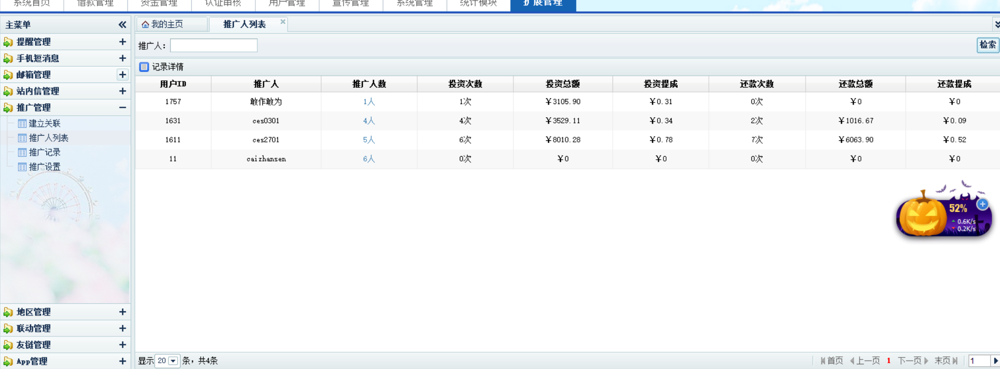 系统首页 借款管理 资金管理 认证审核 用户管理 宣传管理 系统管理 统计模块 扩展管理
主菜单
我的主页 推广人列表
提醒管理
手机短消息
邮箱管理
站内信管理
推广管理
建立关联
推广人列表
推广记录
推广设置
地区管理
联动管理
友链管理
App管理
推广人： 检索
记录详情
用户ID 推广人 推广人数 投资次数 投资总额 投资提成 还款次数 还款总额 还款提成
1757 敢作敢为 1人 1次 ¥3105.90 ¥0.31 0次 ¥0 ¥0
1631 ces0301 4人 4次 ¥3529.11 ¥0.34 2次 ¥1016.67 ¥0.09
1611 ces2701 5人 6次 ¥8010.28 ¥0.78 7次 ¥6063.90 ¥0.52
11 caizhansen 6人 0次 ¥0 ¥0 0次 ¥0 ¥0
52%
0.6K/s
0.2K/s
显示 20 条，共4条 首页 上一页 1 下一页 末页 1